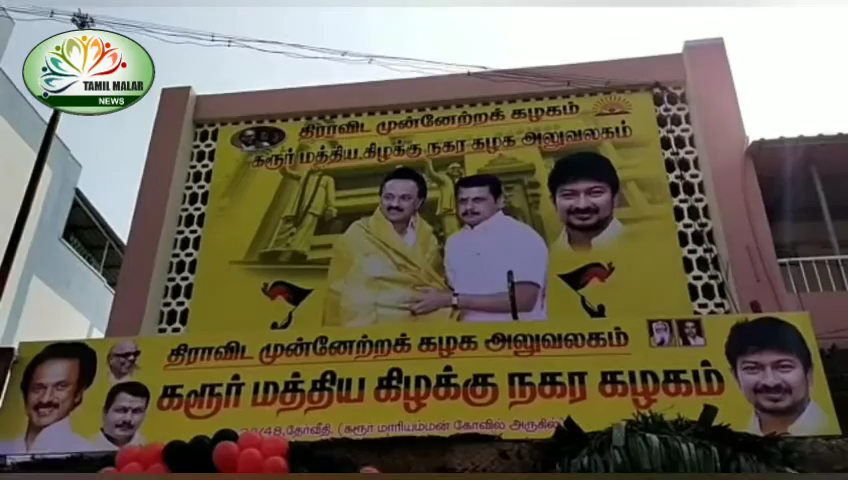 TAMIL MALAR
NEWS
திராவிட முன்னேற்றக் கழகம்
கரூர் மத்திய கிழக்கு நகர கழக அலுவலகம்
திராவிட முன்னேற்றக் கழக அலுவலகம்
கரூர் மத்திய கிழக்கு நகர கழகம்
தேர்வீதி. (கரூர் மாரியம்மன் கோவில் அருகில்)